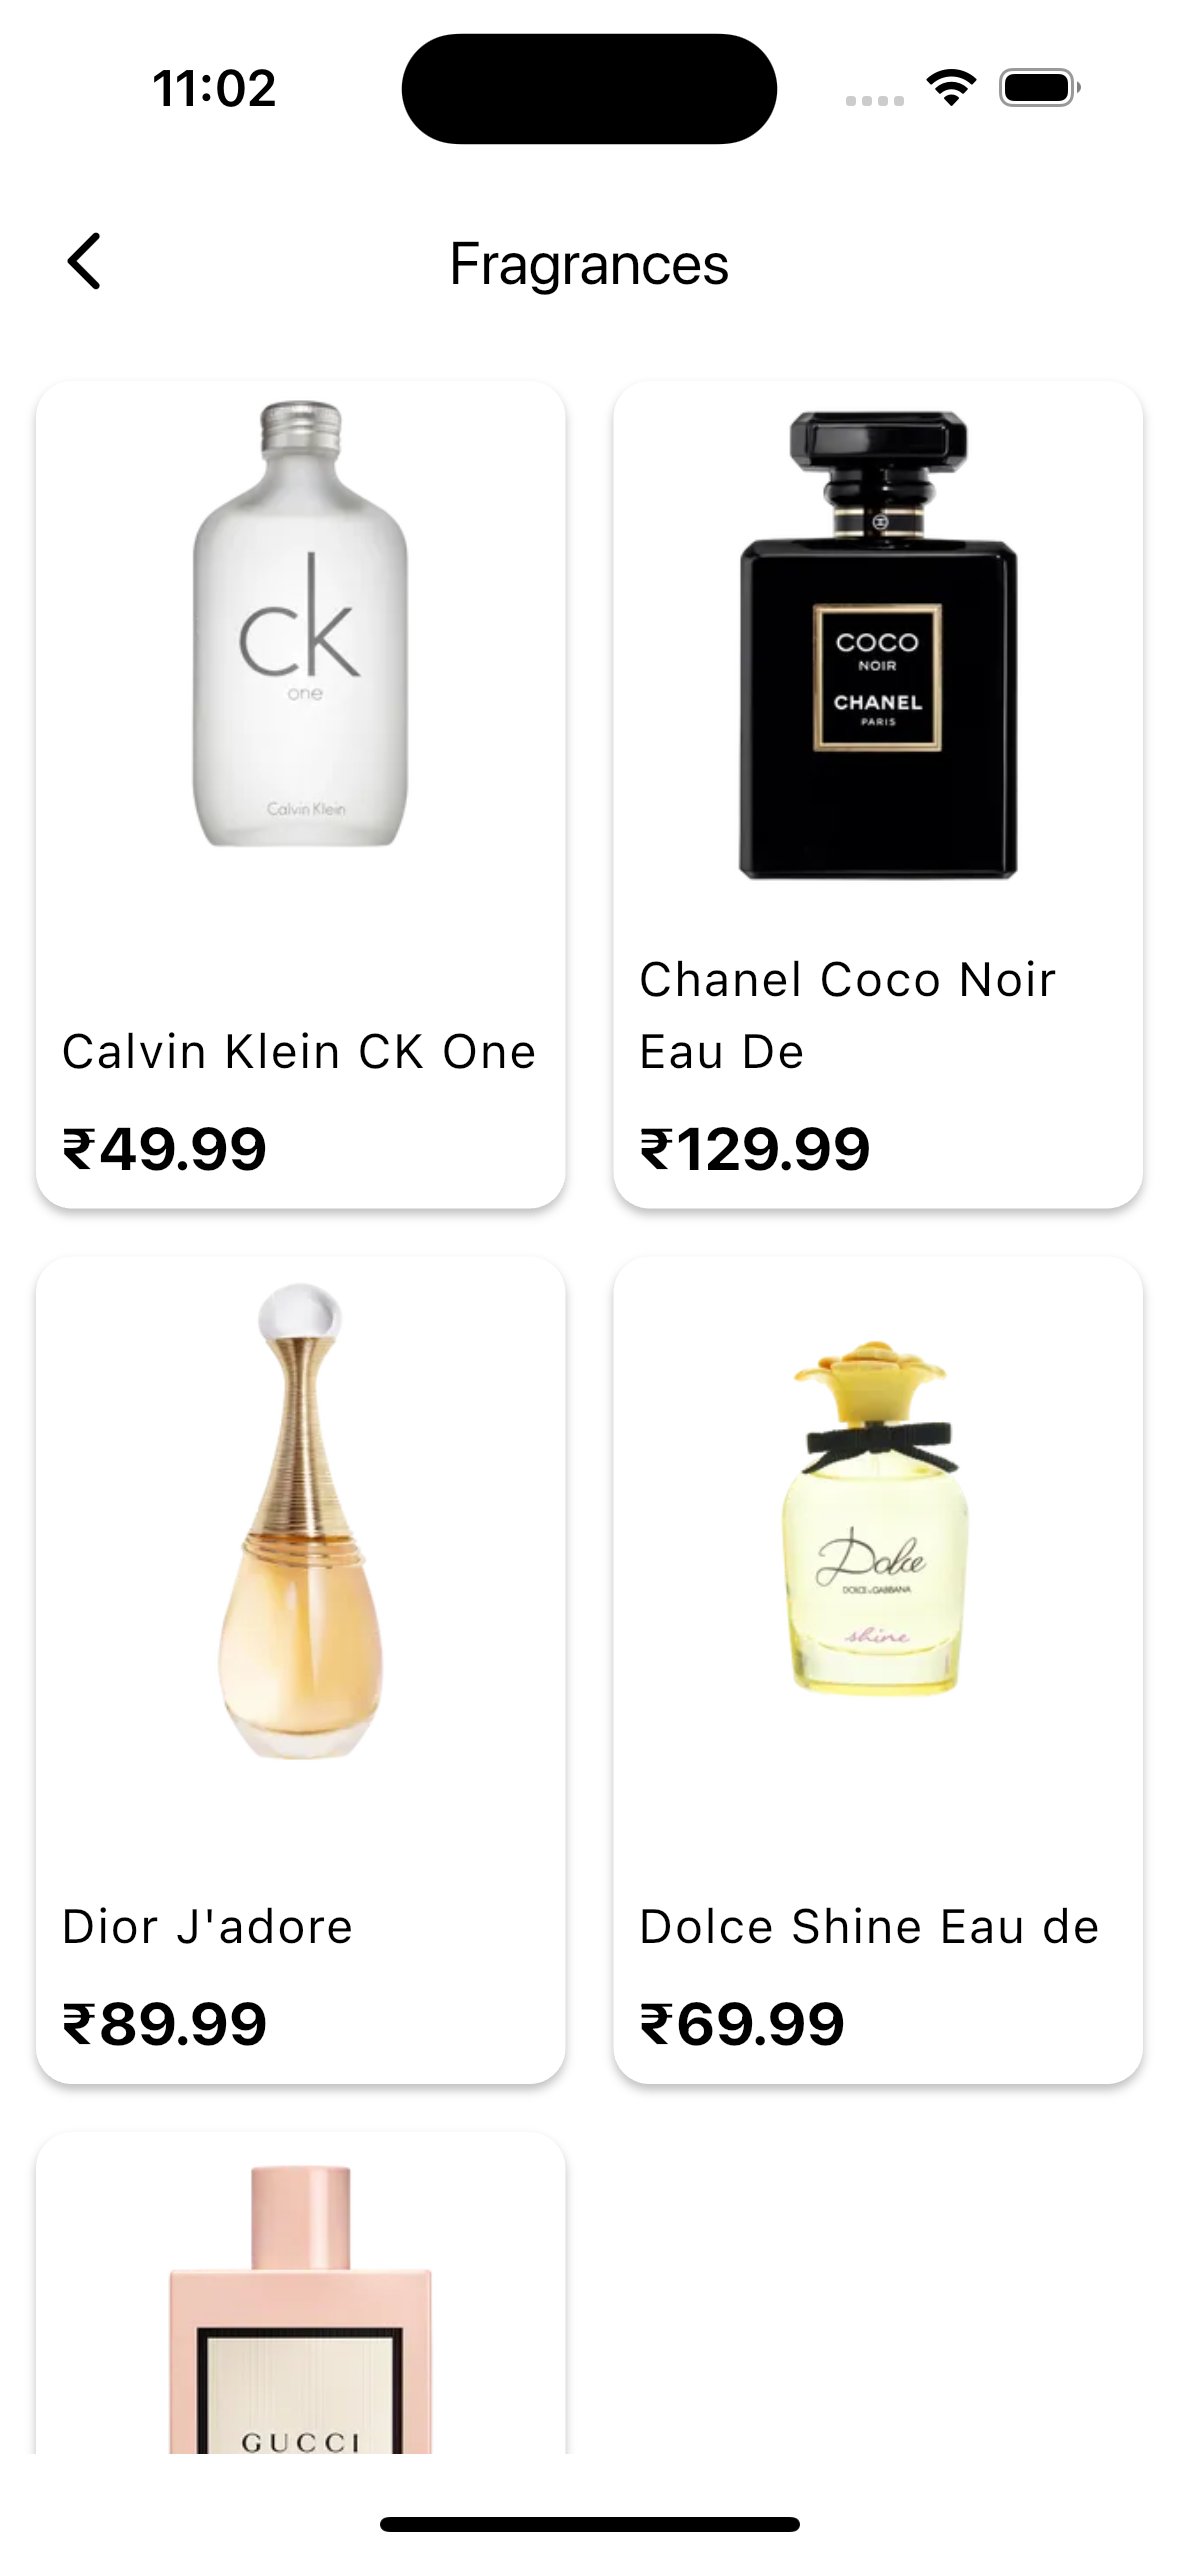 11:02
Fragrances
ck
one
Calvin Klein
COCO
NOIR
CHANEL
PARIS
Calvin Klein CK One
₹49.99
Chanel Coco Noir
Eau De
₹129.99
Dolce
DOLCE & GABBANA
shine
Dior J'adore
₹89.99
Dolce Shine Eau de
₹69.99
GUCCI